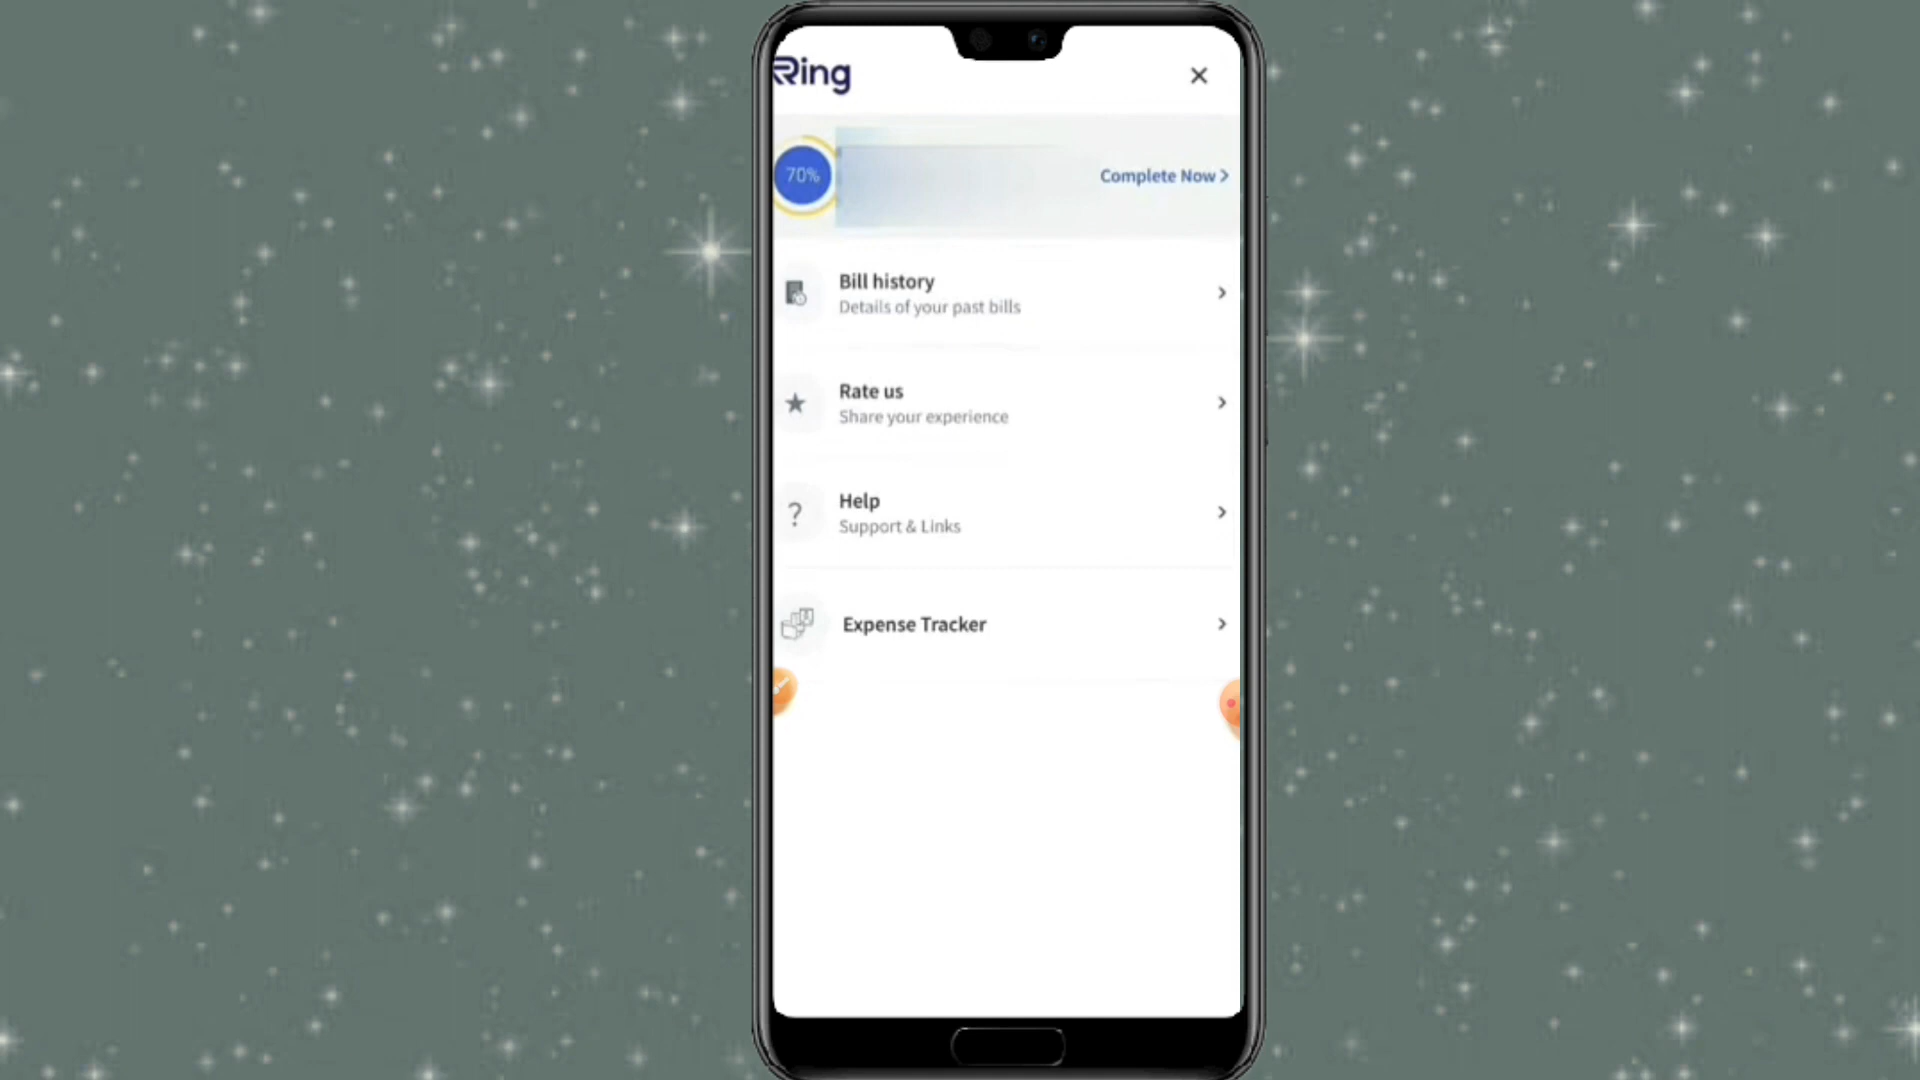 Ring
70%
Complete Now
Bill history
Details of your past bills
Rate us
Share your experience
Help
Support & Links
Expense Tracker